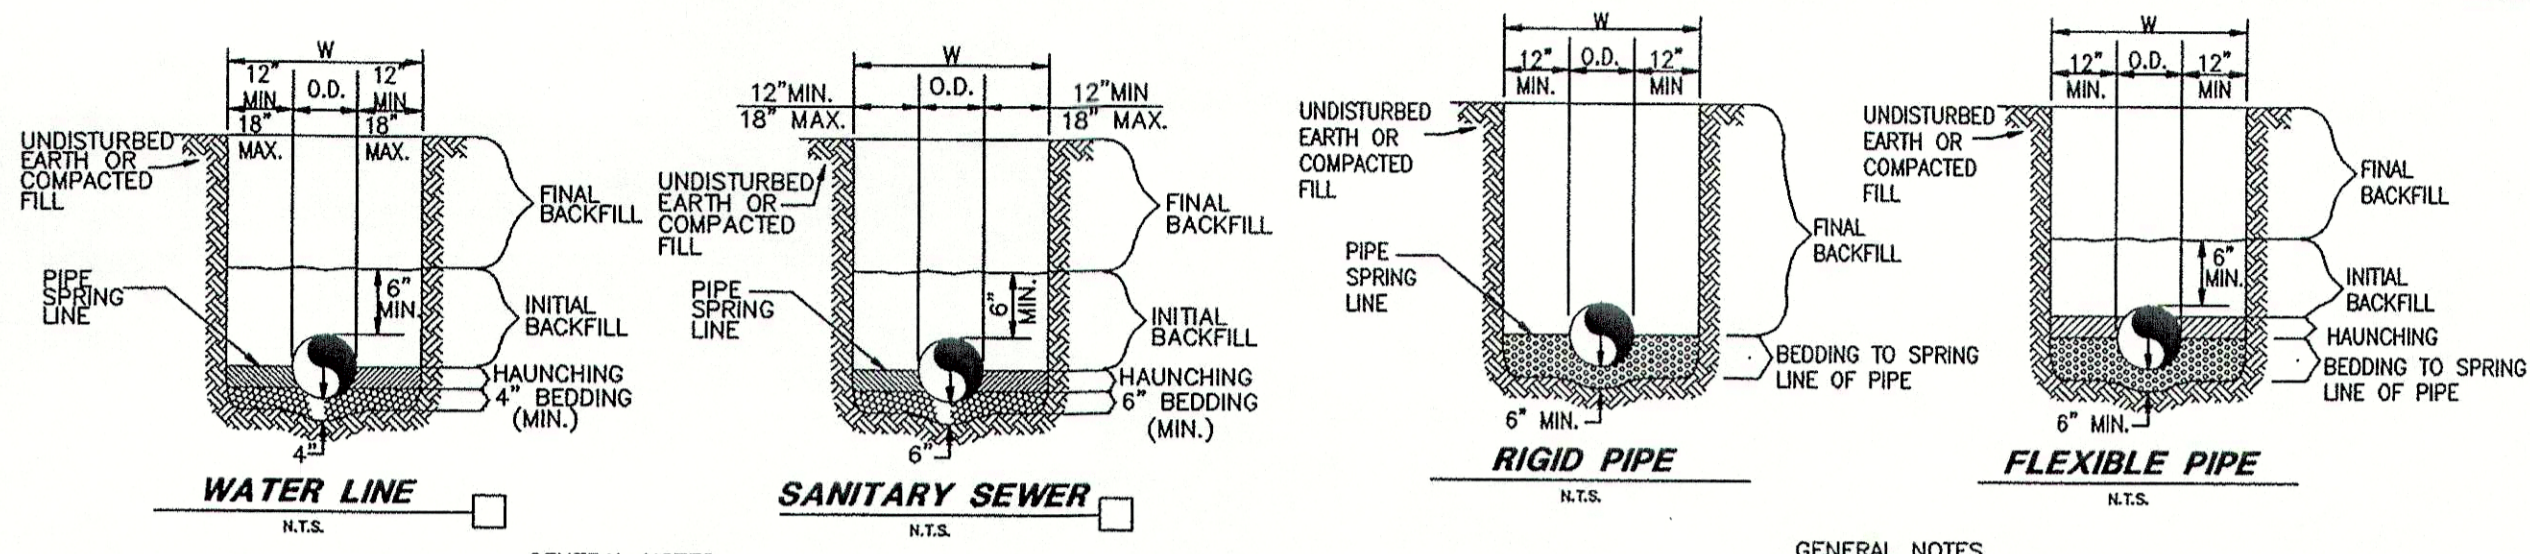 W
12" O.D. 12"
MIN MIN
18" 18"
MAX. MAX.
UNDISTURBED
EARTH OR
COMPACTED
FILL
FINAL
BACKFILL
PIPE
SPRING
LINE
6"
MIN.
INITIAL
BACKFILL
HAUNCHING
4" BEDDING
(MIN.)
4"
WATER LINE
N.T.S.
W
12"MIN. O.D. 12"MIN
18" MAX. 18" MAX.
UNDISTURBED
EARTH OR
COMPACTED
FILL
FINAL
BACKFILL
PIPE
SPRING
LINE
6"
MIN.
INITIAL
BACKFILL
HAUNCHING
6" BEDDING
(MIN.)
6"
SANITARY SEWER
N.T.S.
W
12" O.D. 12"
MIN. MIN
UNDISTURBED
EARTH OR
COMPACTED
FILL
FINAL
BACKFILL
PIPE
SPRING
LINE
BEDDING TO SPRING
LINE OF PIPE
6" MIN.
RIGID PIPE
N.T.S.
W
12" O.D. 12"
MIN. MIN
UNDISTURBED
EARTH OR
COMPACTED
FILL
FINAL
BACKFILL
6"
MIN.
INITIAL
BACKFILL
HAUNCHING
BEDDING TO SPRING
LINE OF PIPE
6" MIN.
FLEXIBLE PIPE
N.T.S.
GENERAL NOTES